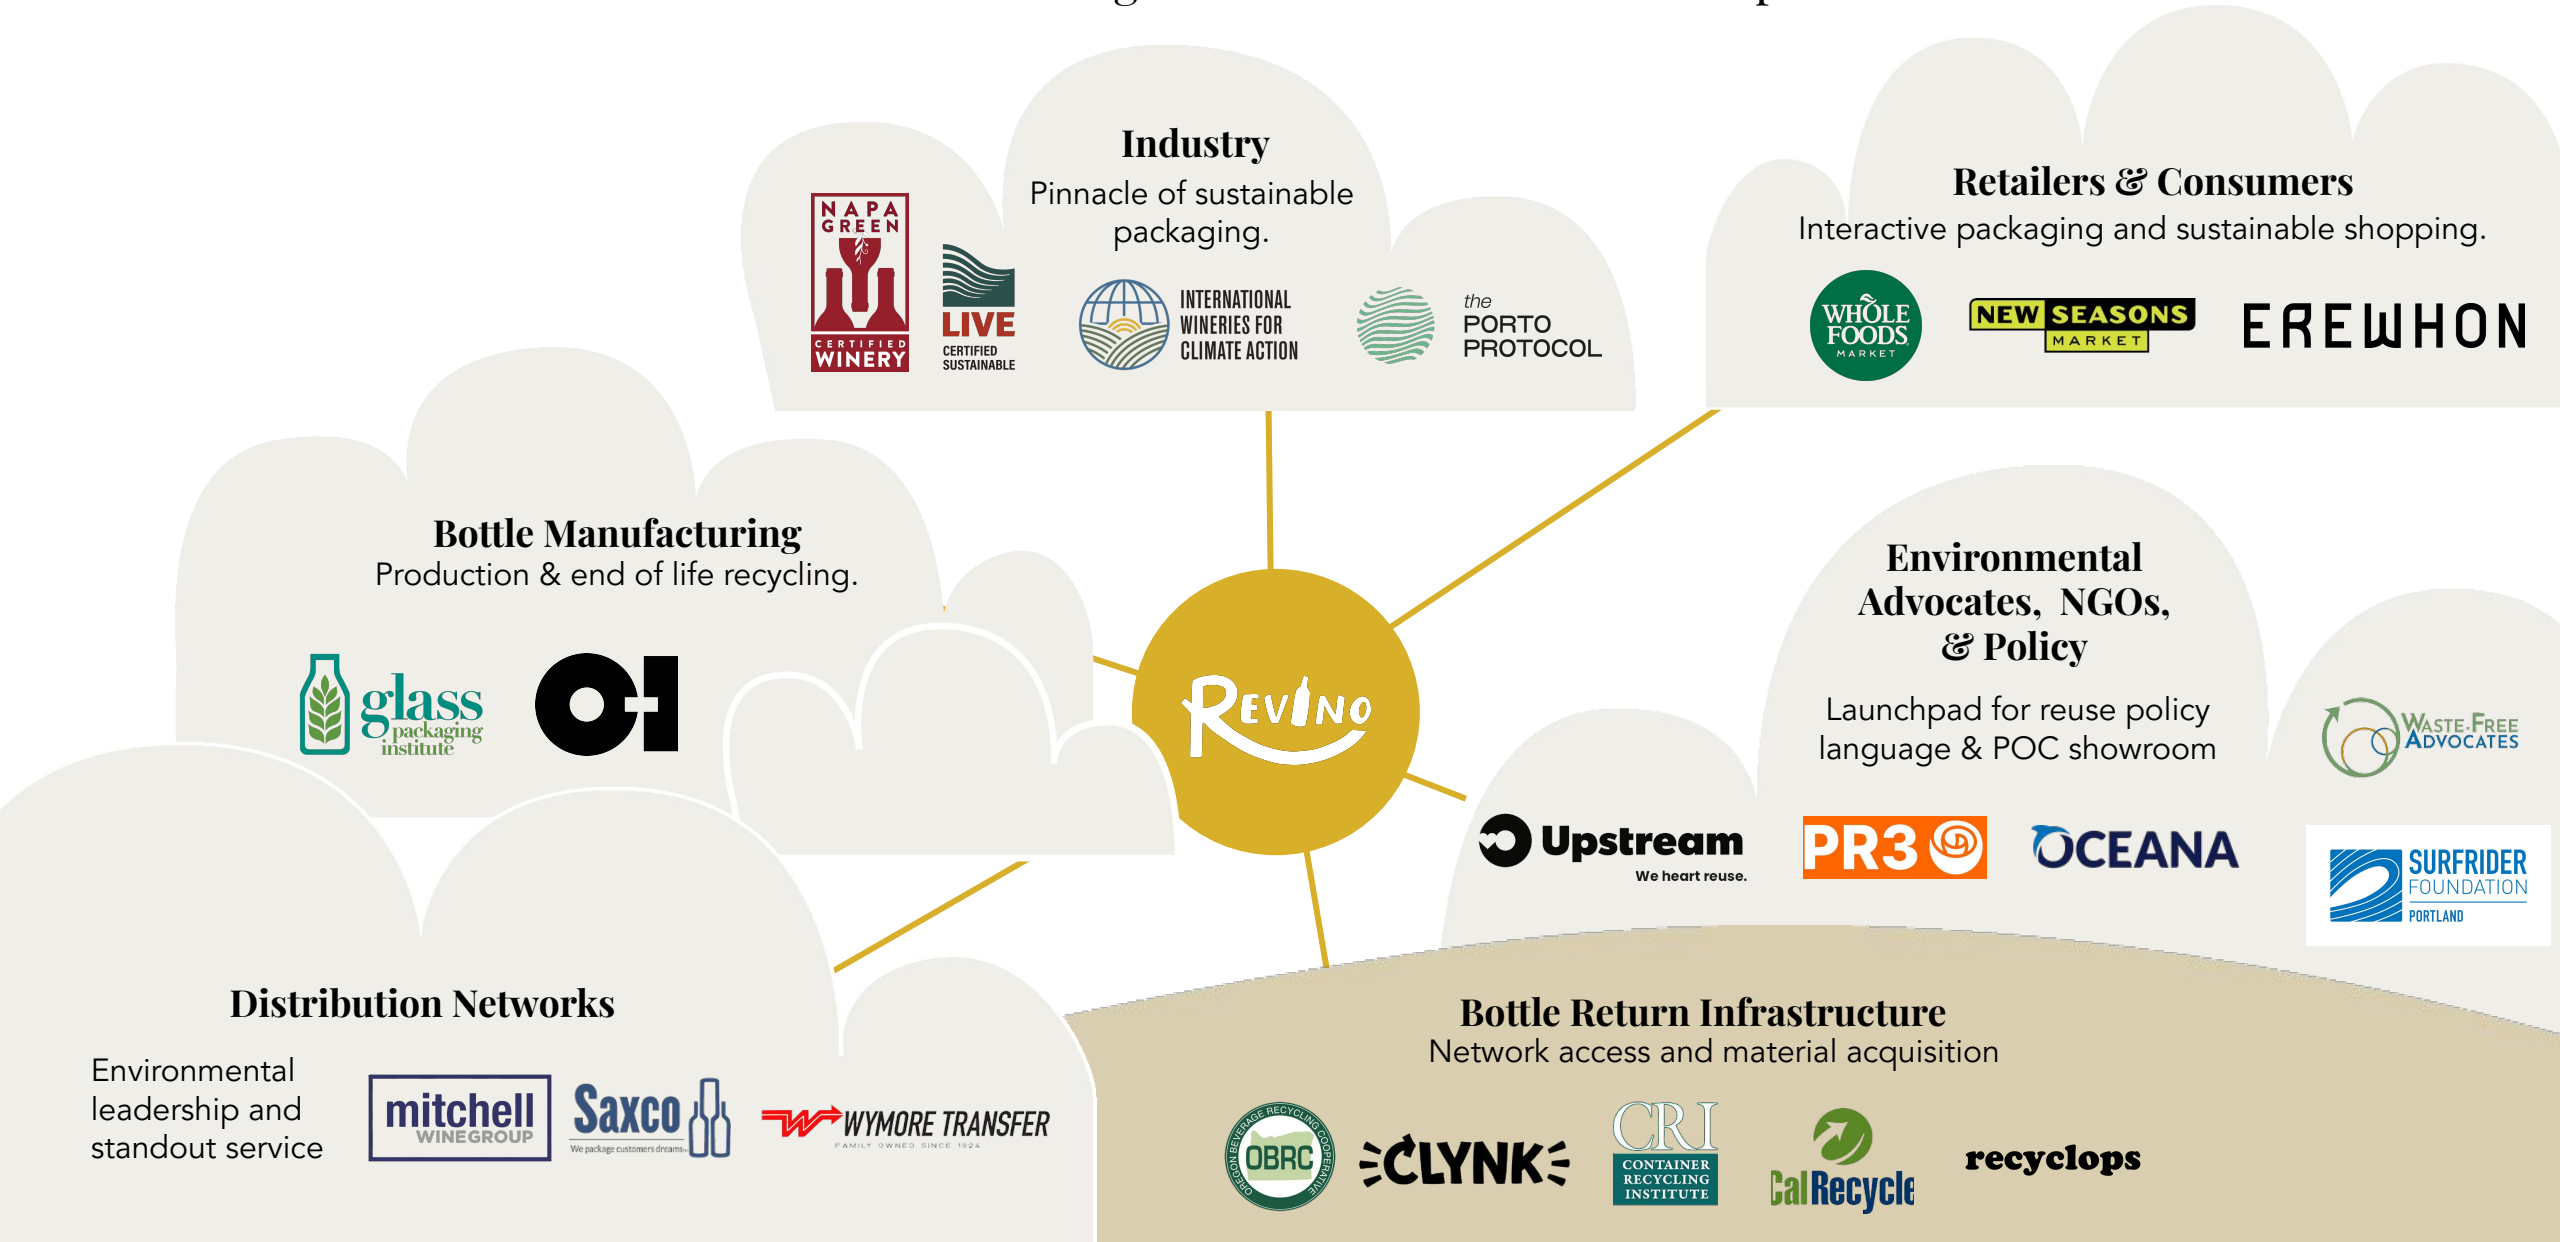 Industry
Pinnacle of sustainable
packaging.
NAPA
GREEN
CERTIFIED
WINERY
LIVE
CERTIFIED
SUSTAINABLE
INTERNATIONAL
WINERIES FOR
CLIMATE ACTION
the
PORTO
PROTOCOL
Retailers & Consumers
Interactive packaging and sustainable shopping.
WHOLE
FOODS
MARKET
NEW SEASONS
MARKET
EREWHON
Bottle Manufacturing
Production & end of life recycling.
glass
packaging
institute
O-I
REVINO
Environmental
Advocates, NGOs,
& Policy
Launchpad for reuse policy
language & POC showroom
WASTE-FREE
ADVOCATES
Upstream
We heart reuse.
PR3
OCEANA
SURFRIDER
FOUNDATION
PORTLAND
Distribution Networks
Environmental
leadership and
standout service
mitchell
WINEGROUP
Saxco
We package customers dreams
WYMORE TRANSFER
FAMILY OWNED SINCE 1924
Bottle Return Infrastructure
Network access and material acquisition
OREGON BEVERAGE RECYCLING COOPERATIVE
OBRC
CLYNK
CRI
CONTAINER
RECYCLING
INSTITUTE
CalRecycle
recyclops